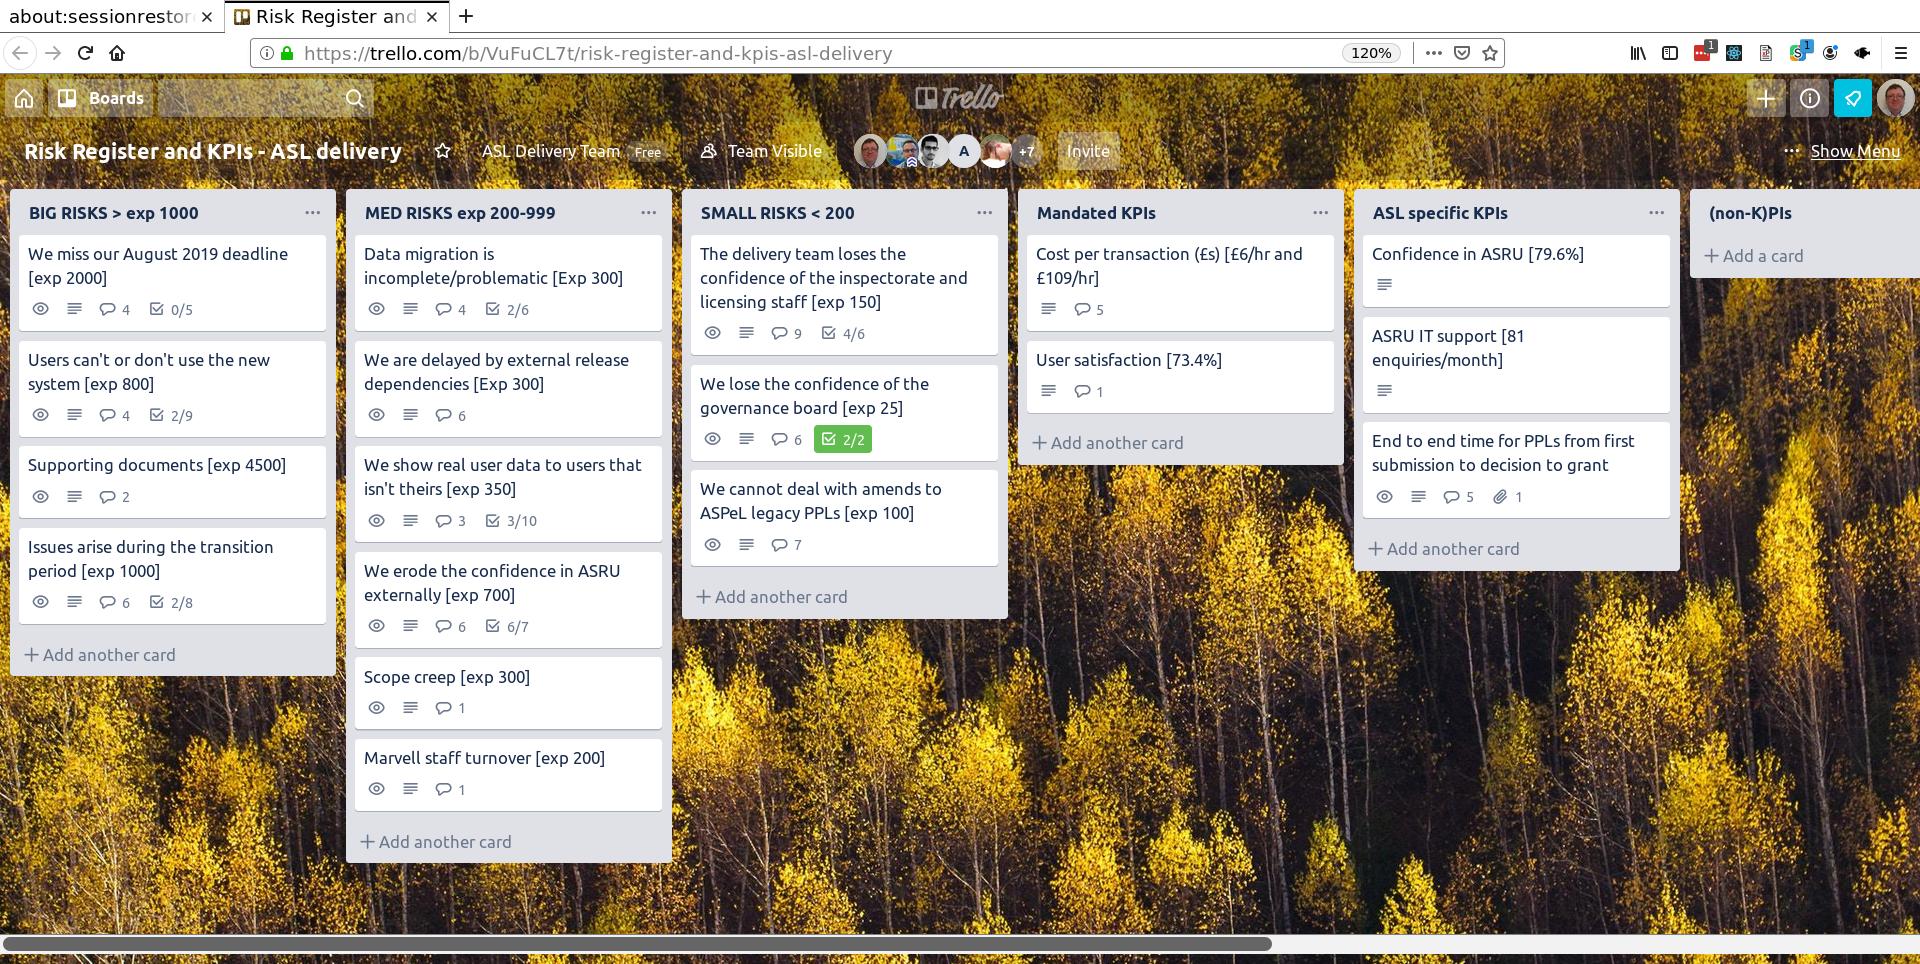 about:sessionrestor
Risk Register and
https://trello.com/b/VuFuCL7t/risk-register-and-kpis-asl-delivery
120%
1
1
Boards
Trello
Risk Register and KPIs - ASL delivery
ASL Delivery Team
Free
Team Visible
A
+7
Invite
Show Menu
BIG RISKS > exp 1000
We miss our August 2019 deadline
[exp 2000]
4
0/5
Users can't or don't use the new
system [exp 800]
4
2/9
Supporting documents [exp 4500]
2
Issues arise during the transition
period [exp 1000]
6
2/8
Add another card
MED RISKS exp 200-999
Data migration is
incomplete/problematic [Exp 300]
4
2/6
We are delayed by external release
dependencies [Exp 300]
6
We show real user data to users that
isn't theirs [exp 350]
3
3/10
We erode the confidence in ASRU
externally [exp 700]
6
6/7
Scope creep [exp 300]
1
Marvell staff turnover [exp 200]
1
Add another card
SMALL RISKS < 200
The delivery team loses the
confidence of the inspectorate and
licensing staff [exp 150]
9
4/6
We lose the confidence of the
governance board [exp 25]
6
2/2
We cannot deal with amends to
ASPeL legacy PPLs [exp 100]
7
Add another card
Mandated KPIs
Cost per transaction (£s) [£6/hr and
£109/hr]
5
User satisfaction [73.4%]
1
Add another card
ASL specific KPIs
Confidence in ASRU [79.6%]
ASRU IT support [81
enquiries/month]
End to end time for PPLs from first
submission to decision to grant
5
1
Add another card
(non-K)PIs
Add a card